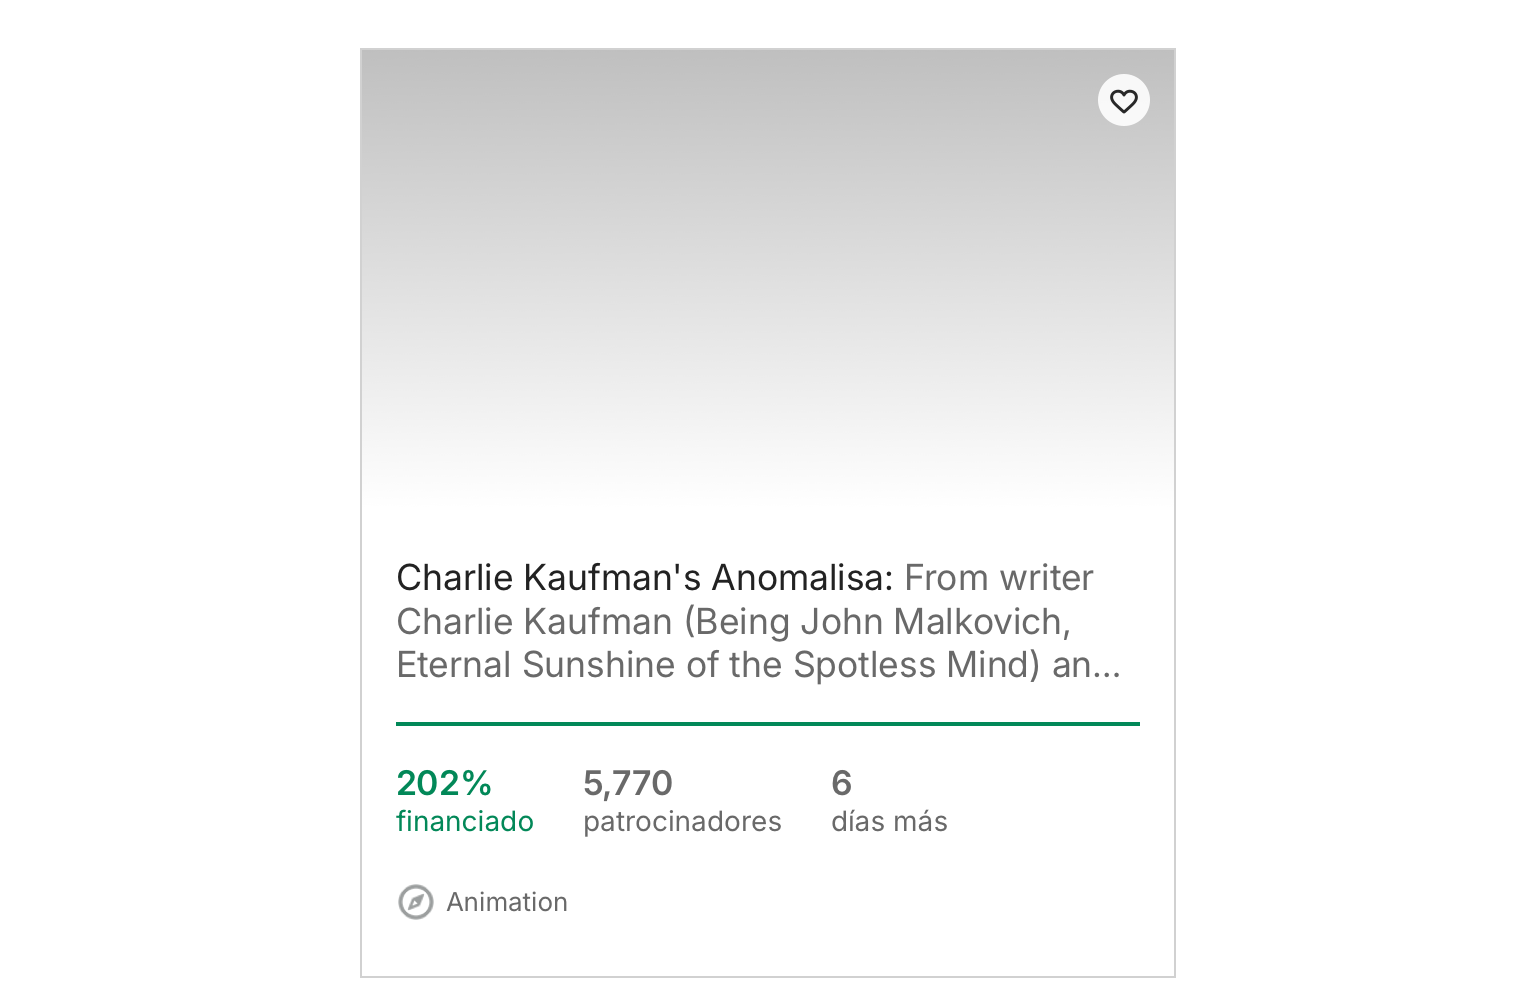 Charlie Kaufman's Anomalisa: From writer
Charlie Kaufman (Being John Malkovich,
Eternal Sunshine of the Spotless Mind) an...
202%
financiado
5,770
patrocinadores
6
días más
Animation